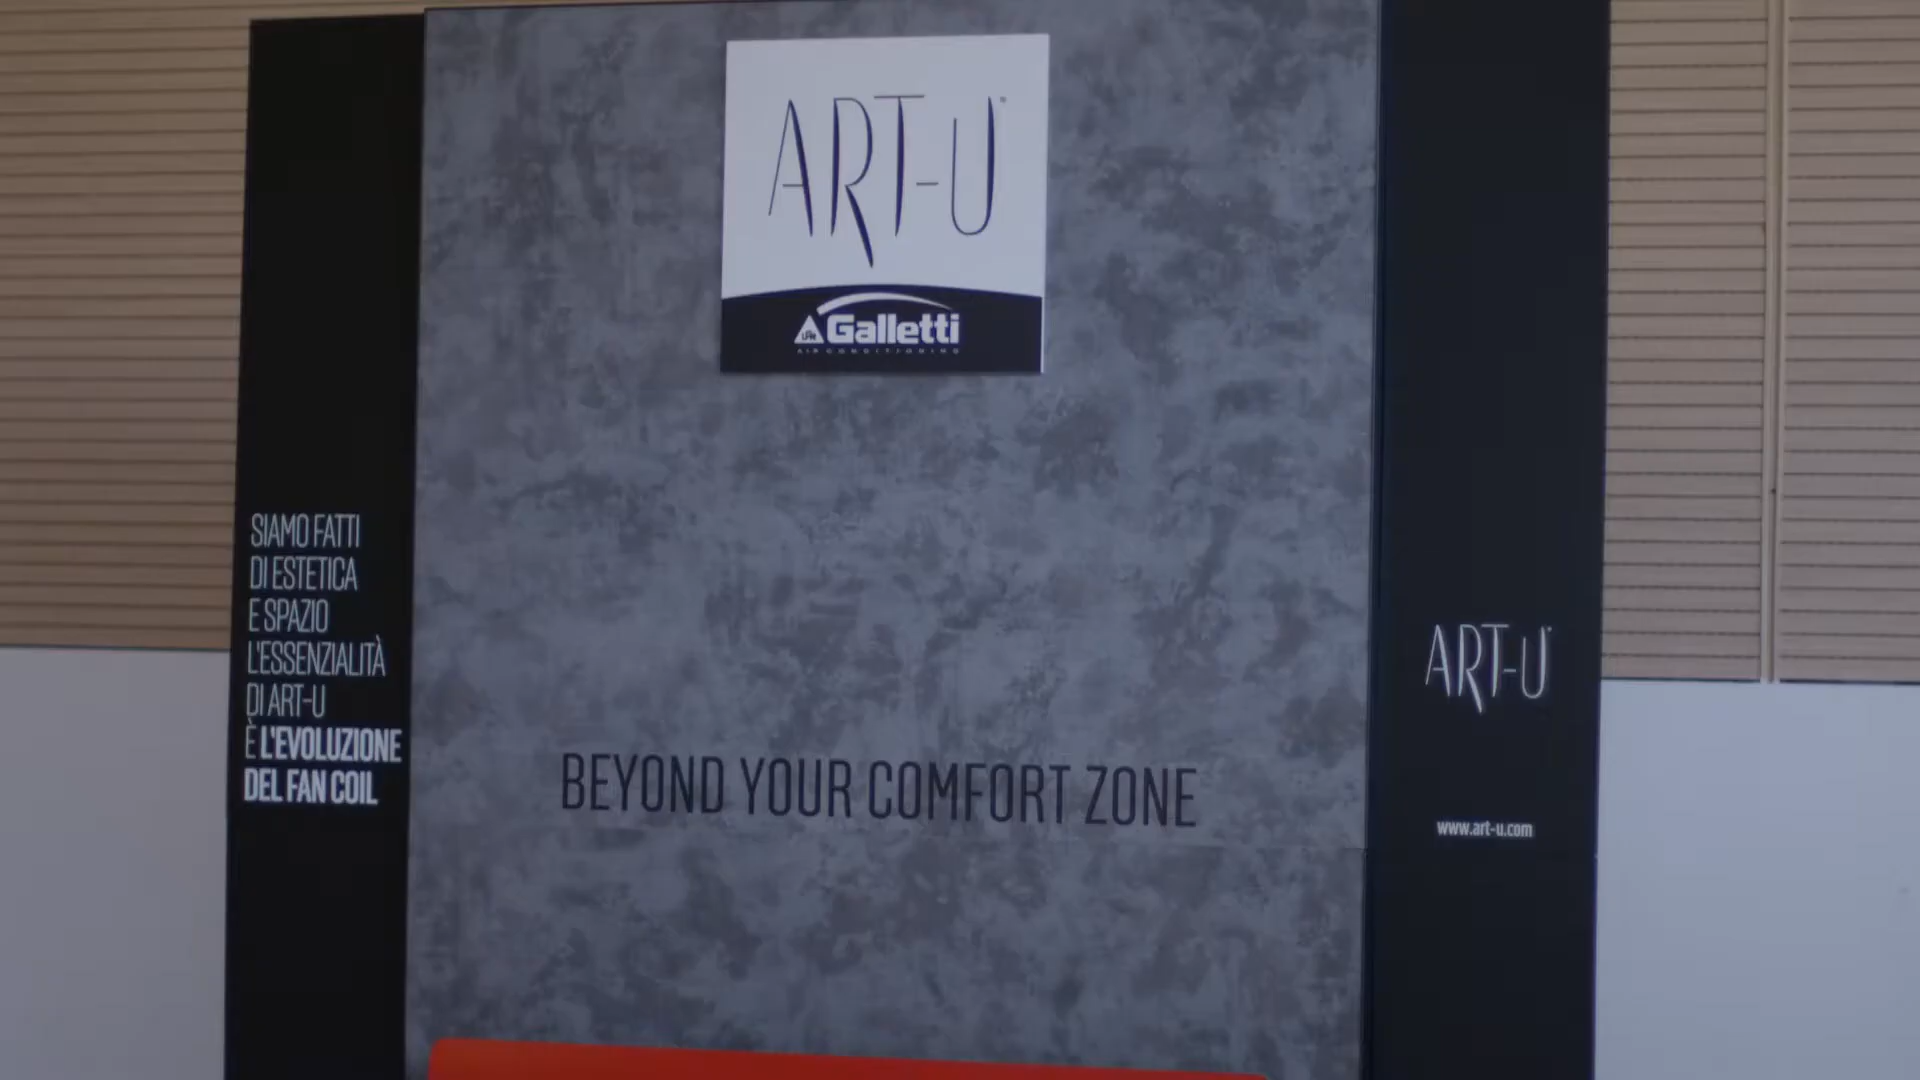 ART-U
Galletti
AIR CONDITIONING
SIAMO FATTI
DI ESTETICA
E SPAZIO
L'ESSENZIALITÀ
DI ART-U
È L'EVOLUZIONE
DEL FAN COIL
BEYOND YOUR COMFORT ZONE
ART-U
www.art-u.com